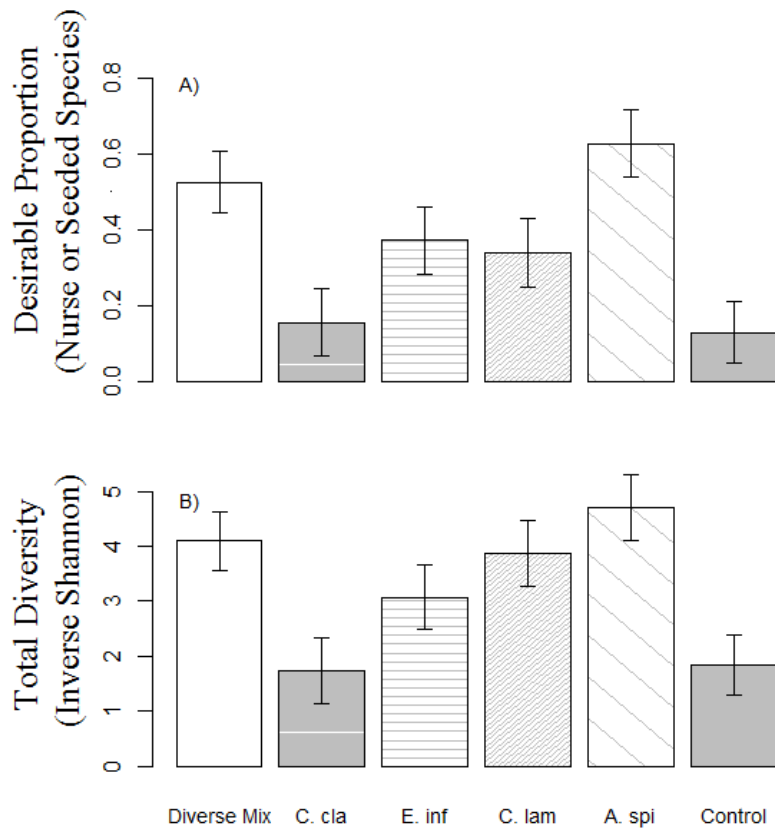 Desirable Proportion
(Nurse or Seeded Species)
A)
0.8
0.6
0.4
0.2
0.0
Total Diversity
(Inverse Shannon)
B)
5
4
3
2
1
0
Diverse Mix C. cla E. inf C. lam A. spi Control